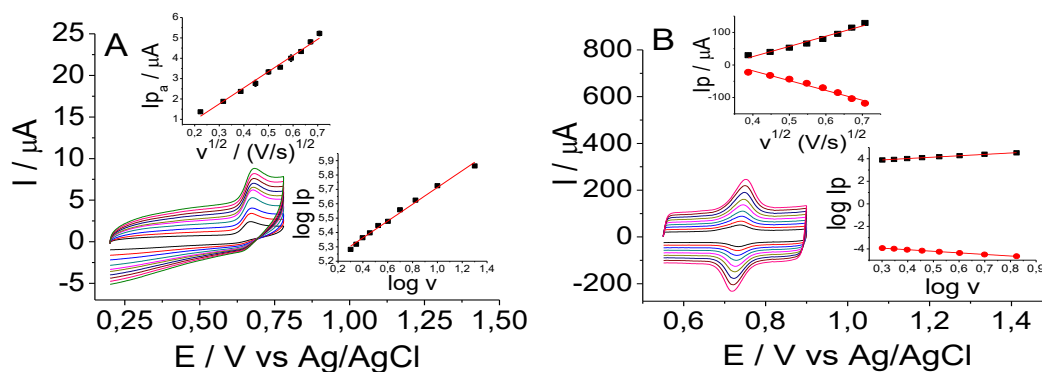 A
I / µA
25
20
15
10
5
0
-5
0,25 0,50 0,75 1,00 1,25 1,50
E / V vs Ag/AgCl
Ip_a / µA
6
5
4
3
2
1
0,2 0,3 0,4 0,5 0,6 0,7
v^1/2 / (V/s)^1/2
log Ip
5,9
5,8
5,7
5,6
5,5
5,4
5,3
5,2
0,2 0,4 0,6 0,8 1,0 1,2 1,4
log v
B
I / µA
800
600
400
200
0
-200
0,6 0,8 1,0 1,2 1,4
E / V vs Ag/AgCl
Ip / µA
100
0
-100
0,4 0,5 0,6 0,7
v^1/2 / (V/s)^1/2
log Ip
8
4
0
-4
0,3 0,4 0,5 0,6 0,7 0,8 0,9
log v